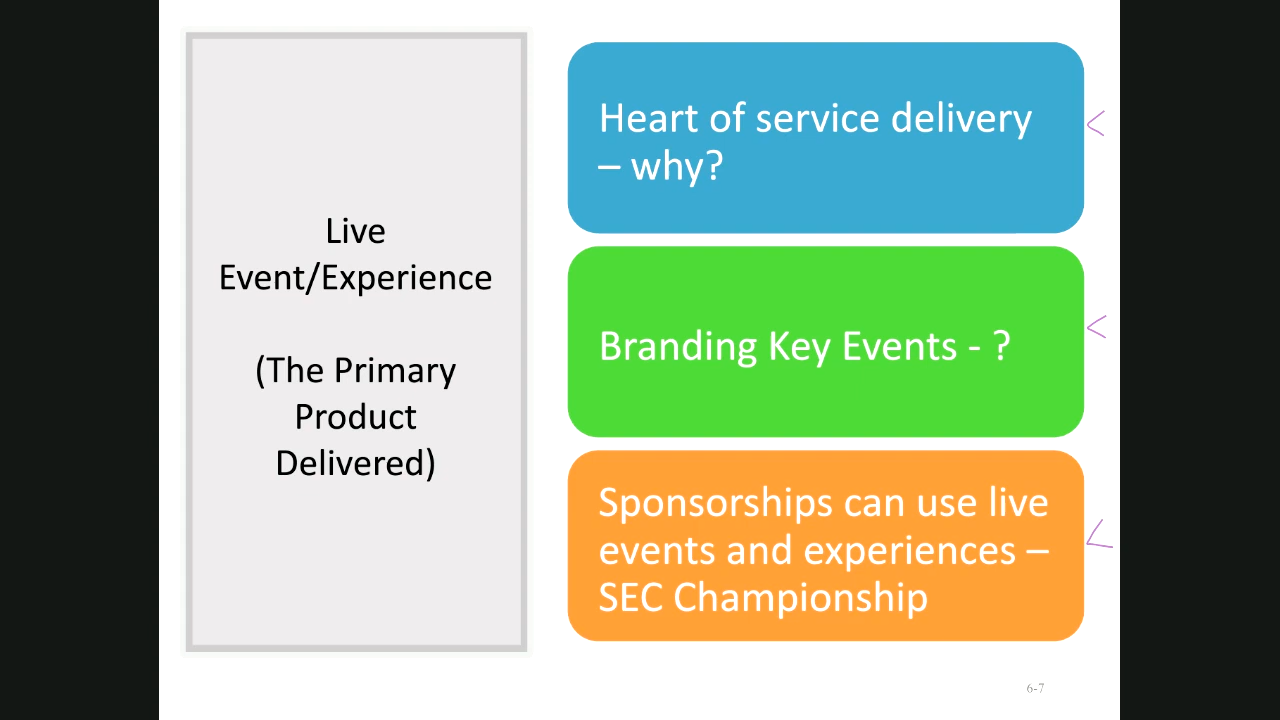 Live
Event/Experience
(The Primary
Product
Delivered)
Heart of service delivery
– why?
Branding Key Events - ?
Sponsorships can use live
events and experiences –
SEC Championship
6-7